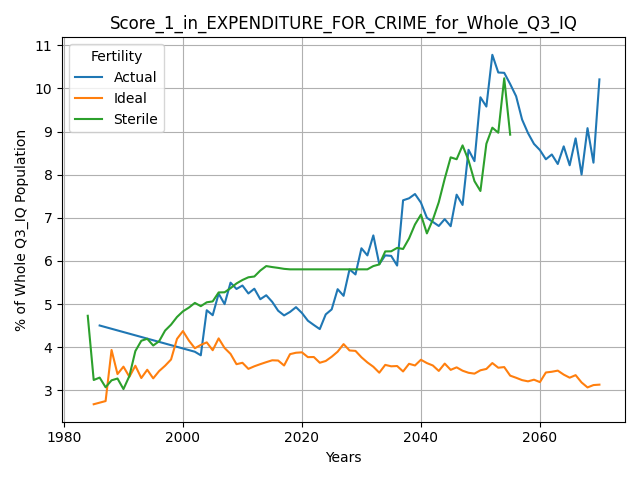 Score_1_in_EXPENDITURE_FOR_CRIME_for_Whole_Q3_IQ
Fertility
Actual
Ideal
Sterile
% of Whole Q3_IQ Population
11
10
9
8
7
6
5
4
3
1980
2000
2020
2040
2060
Years